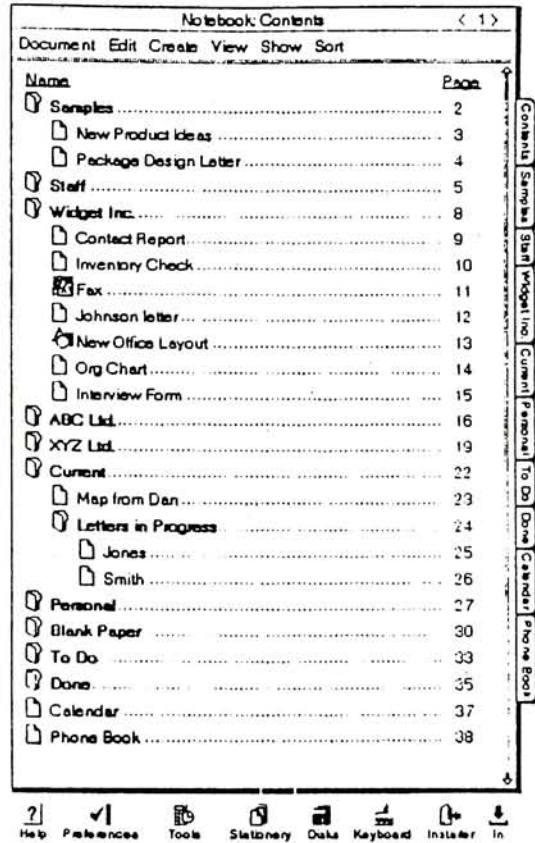 Notebook: Contents < 1 >
Document Edit Create View Show Sort
Name Page
Samples 2
New Product Ideas 3
Package Design Letter 4
Staff 5
Widget Inc. 8
Contact Report 9
Inventory Check 10
Fax 11
Johnson letter 12
New Office Layout 13
Org Chart 14
Interview Form 15
ABC Ltd. 16
XYZ Ltd. 19
Current 22
Map from Dan 23
Letters in Progress 24
Jones 25
Smith 26
Personal 27
Blank Paper 30
To Do 33
Done 35
Calendar 37
Phone Book 38
Contents
Samples
Staff
Widget Inc.
Current
Personal
To Do
Done
Calendar
Phone Book
Help Preferences Tools Stationery Disks Keyboard Installer In